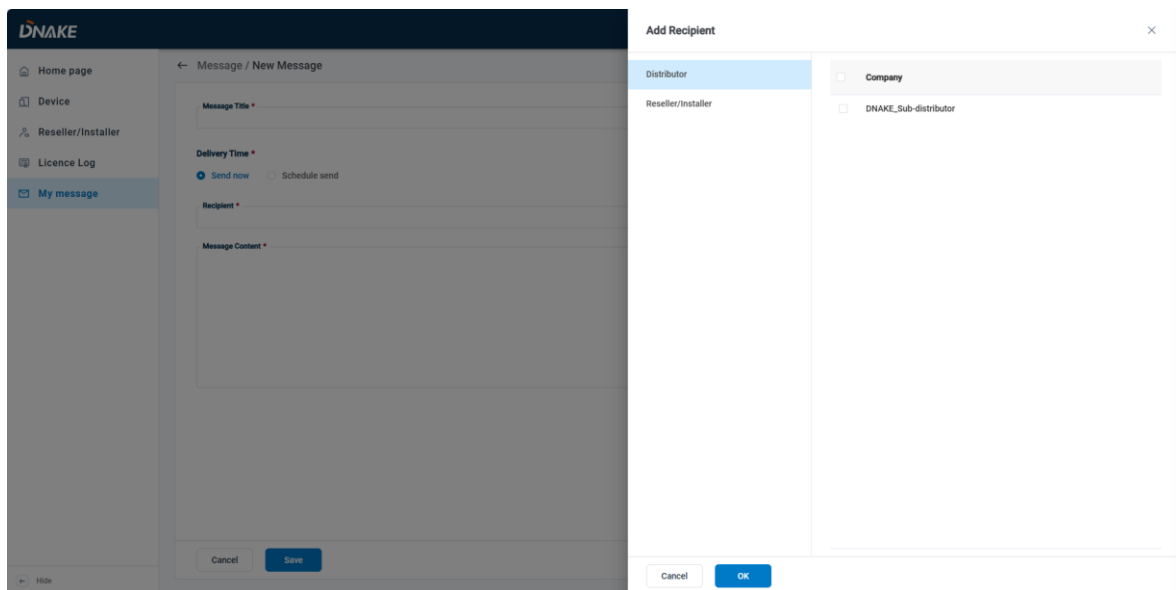 DNAKE
Home page
Device
Reseller/Installer
Licence Log
My message
Hide
← Message / New Message
Message Title *
Delivery Time *
Send now
Schedule send
Recipient *
Message Content *
Cancel
Save
Add Recipient
Distributor
Reseller/Installer
Company
DNAKE_Sub-distributor
Cancel
OK